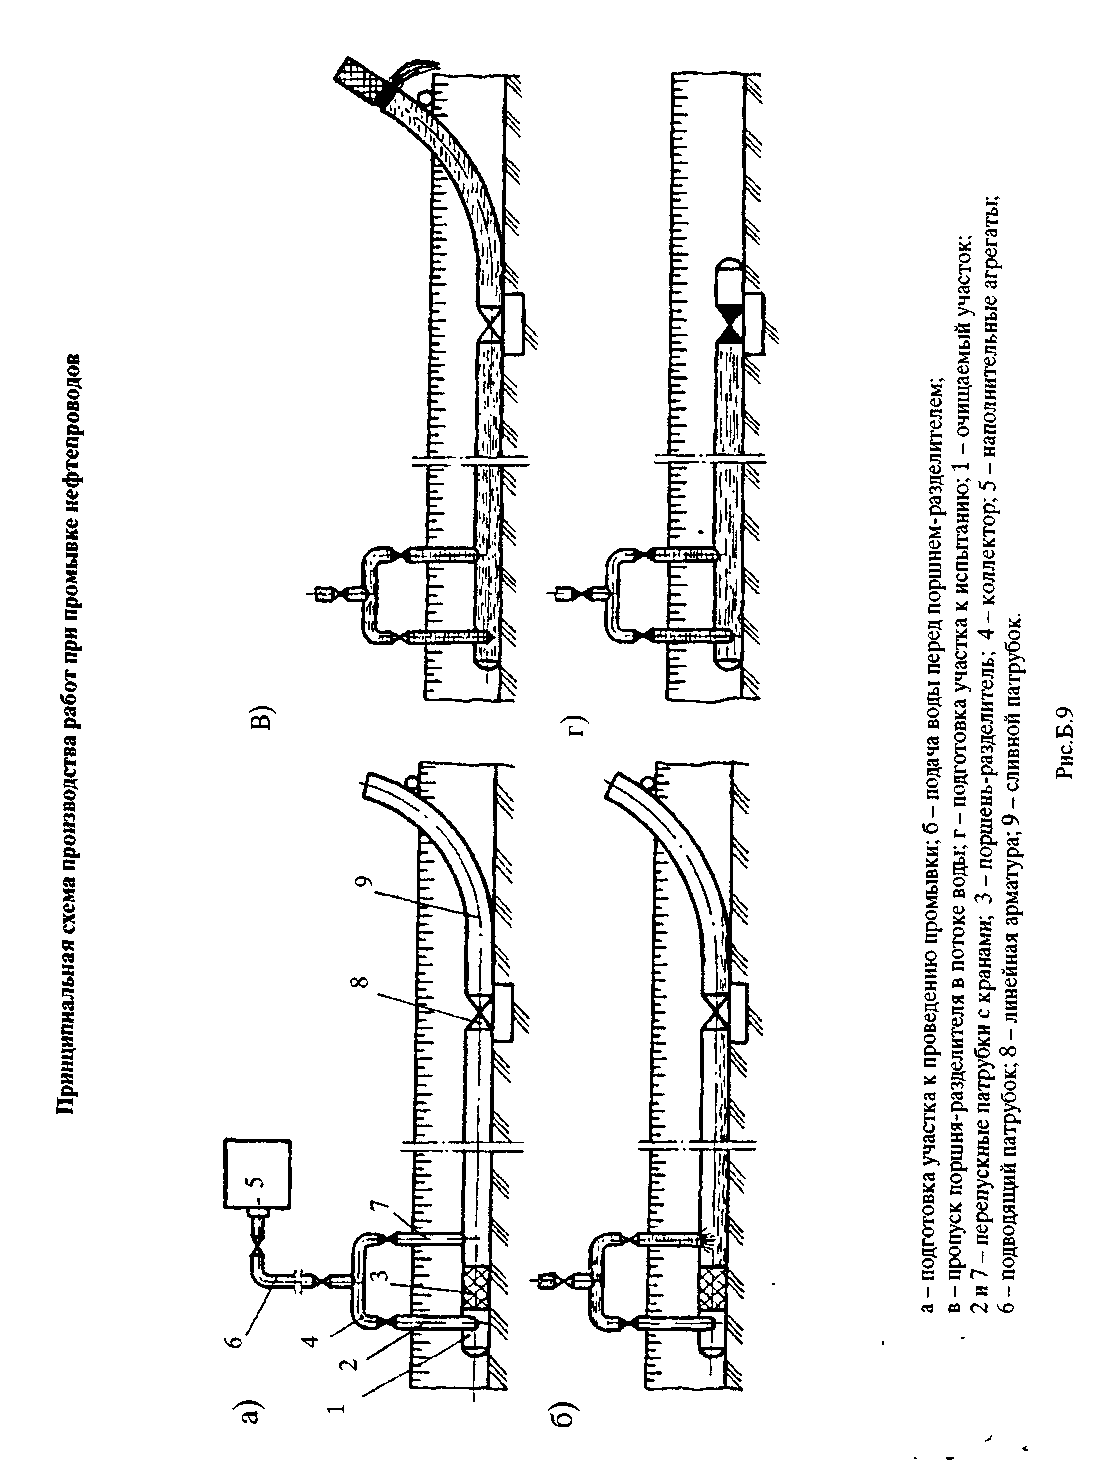 Принципиальная схема производства работ при промывке нефтепроводов
а)
6
5
4
3
7
2
1
8
9
В)
б)
г)
а – подготовка участка к проведению промывки; б – подача воды перед поршнем-разделителем;
в – пропуск поршня-разделителя в потоке воды; г – подготовка участка к испытанию; 1 – очищаемый участок;
2 и 7 – перепускные патрубки с кранами; 3 – поршень-разделитель; 4 – коллектор; 5 – наполнительные агрегаты;
6 – подводящий патрубок; 8 – линейная арматура; 9 – сливной патрубок.
Рис.Б.9